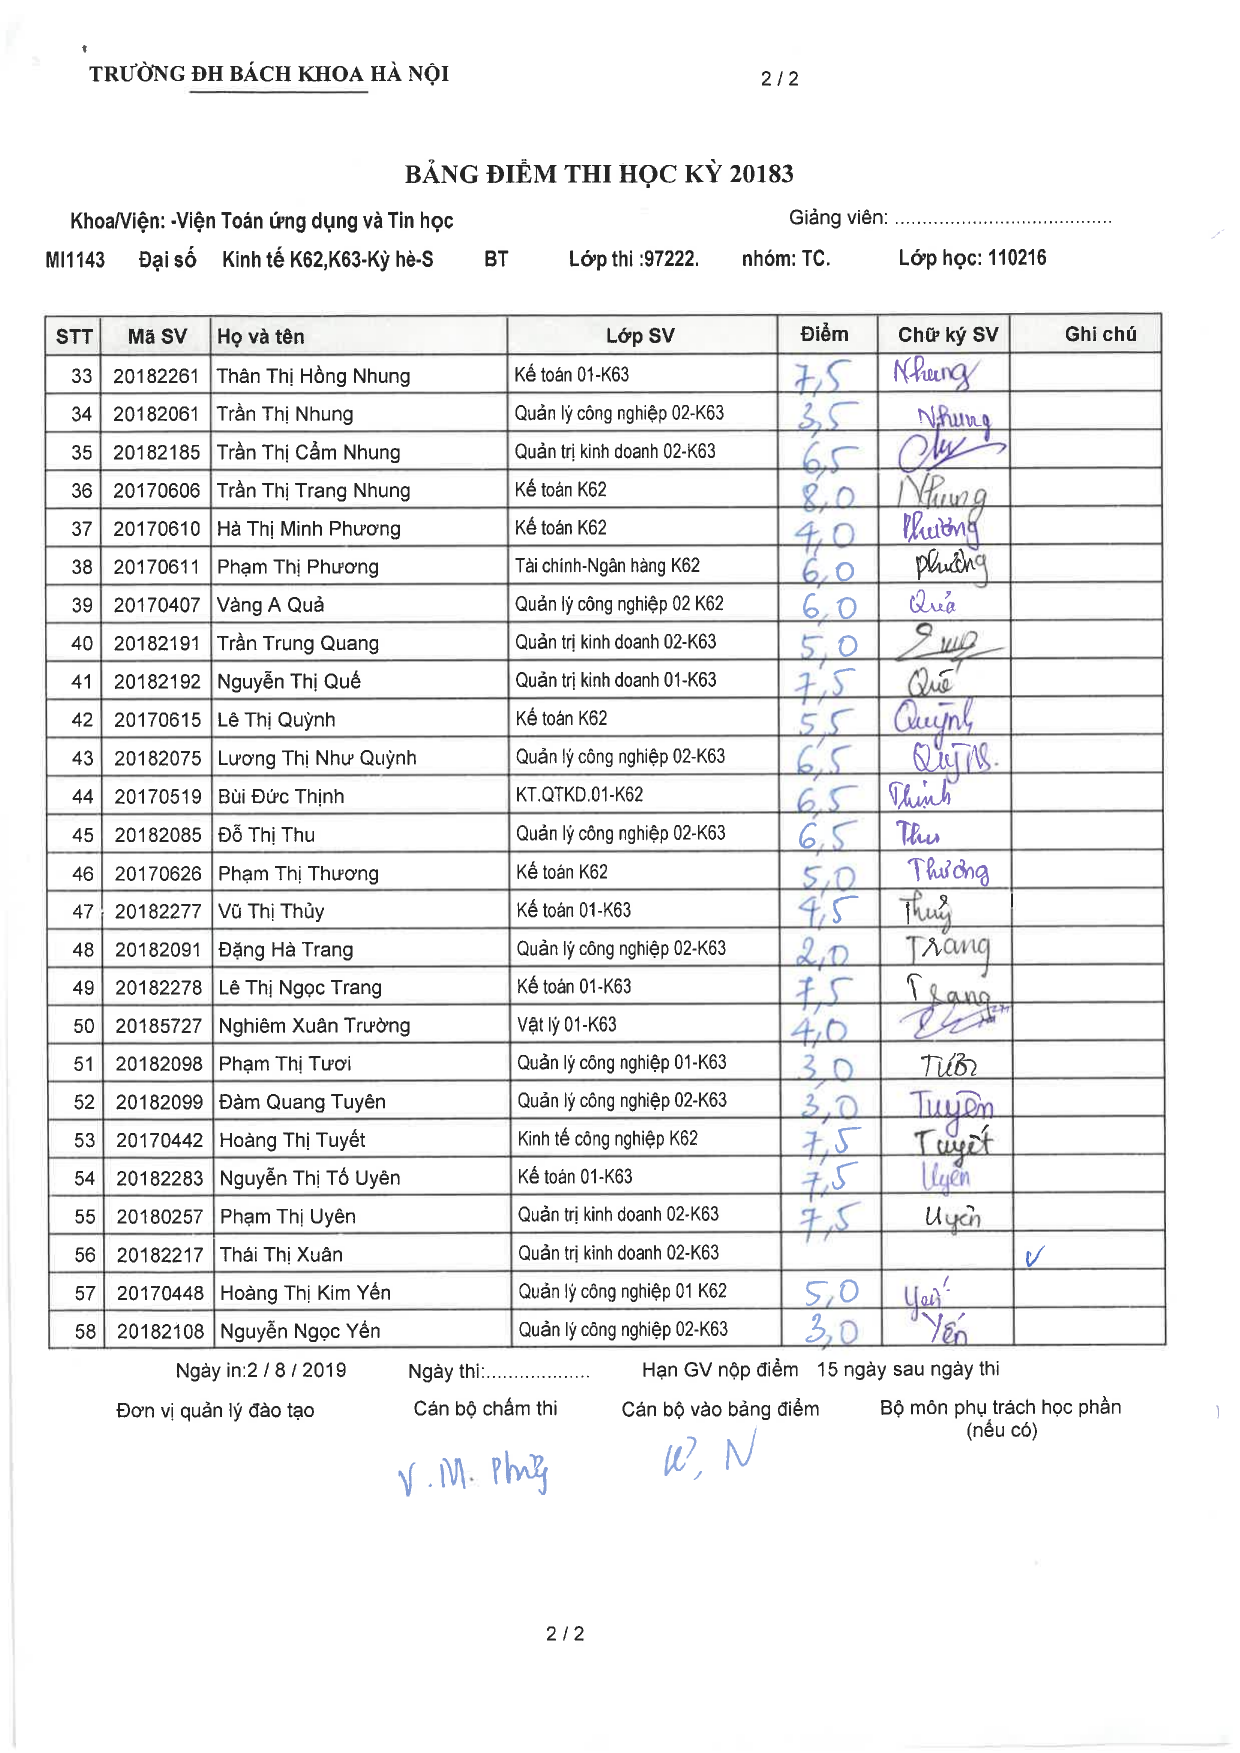 TRƯỜNG ĐH BÁCH KHOA HÀ NỘI 2 / 2
BẢNG ĐIỂM THI HỌC KỲ 20183
Khoa/Viện: -Viện Toán ứng dụng và Tin học Giảng viên: ........................................
MI1143 Đại số Kinh tế K62,K63-Kỳ hè-S BT Lớp thi :97222. nhóm: TC. Lớp học: 110216
STT Mã SV Họ và tên Lớp SV Điểm Chữ ký SV Ghi chú
33 20182261 Thân Thị Hồng Nhung Kế toán 01-K63 7,5 Nhung
34 20182061 Trần Thị Nhung Quản lý công nghiệp 02-K63 3,5 Nhung
35 20182185 Trần Thị Cẩm Nhung Quản trị kinh doanh 02-K63 6,5
36 20170606 Trần Thị Trang Nhung Kế toán K62 8,0 Nhung
37 20170610 Hà Thị Minh Phương Kế toán K62 4,0 Phương
38 20170611 Phạm Thị Phương Tài chính-Ngân hàng K62 6,0 Phường
39 20170407 Vàng A Quả Quản lý công nghiệp 02 K62 6,0 Quả
40 20182191 Trần Trung Quang Quản trị kinh doanh 02-K63 5,0
41 20182192 Nguyễn Thị Quế Quản trị kinh doanh 01-K63 7,5 Quế
42 20170615 Lê Thị Quỳnh Kế toán K62 5,5 Quỳnh
43 20182075 Lương Thị Như Quỳnh Quản lý công nghiệp 02-K63 6,5
44 20170519 Bùi Đức Thịnh KT.QTKD.01-K62 6,5 Thịnh
45 20182085 Đỗ Thị Thu Quản lý công nghiệp 02-K63 6,5 Thu
46 20170626 Phạm Thị Thương Kế toán K62 5,0 Thương
47 20182277 Vũ Thị Thủy Kế toán 01-K63 4,5 Thuỷ
48 20182091 Đặng Hà Trang Quản lý công nghiệp 02-K63 2,0 Trang
49 20182278 Lê Thị Ngọc Trang Kế toán 01-K63 7,5 Trang
50 20185727 Nghiêm Xuân Trường Vật lý 01-K63 4,0
51 20182098 Phạm Thị Tươi Quản lý công nghiệp 01-K63 3,0 Tươi
52 20182099 Đàm Quang Tuyên Quản lý công nghiệp 02-K63 3,0 Tuyên
53 20170442 Hoàng Thị Tuyết Kinh tế công nghiệp K62 7,5 Tuyết
54 20182283 Nguyễn Thị Tố Uyên Kế toán 01-K63 7,5 Uyên
55 20180257 Phạm Thị Uyên Quản trị kinh doanh 02-K63 7,5 Uyên
56 20182217 Thái Thị Xuân Quản trị kinh doanh 02-K63
57 20170448 Hoàng Thị Kim Yến Quản lý công nghiệp 01 K62 5,0 Yến
58 20182108 Nguyễn Ngọc Yến Quản lý công nghiệp 02-K63 3,0 Yến
Ngày in:2 / 8 / 2019 Ngày thi:................... Hạn GV nộp điểm 15 ngày sau ngày thi
Đơn vị quản lý đào tạo Cán bộ chấm thi Cán bộ vào bảng điểm Bộ môn phụ trách học phần
(nếu có)
V. M. N
2 / 2